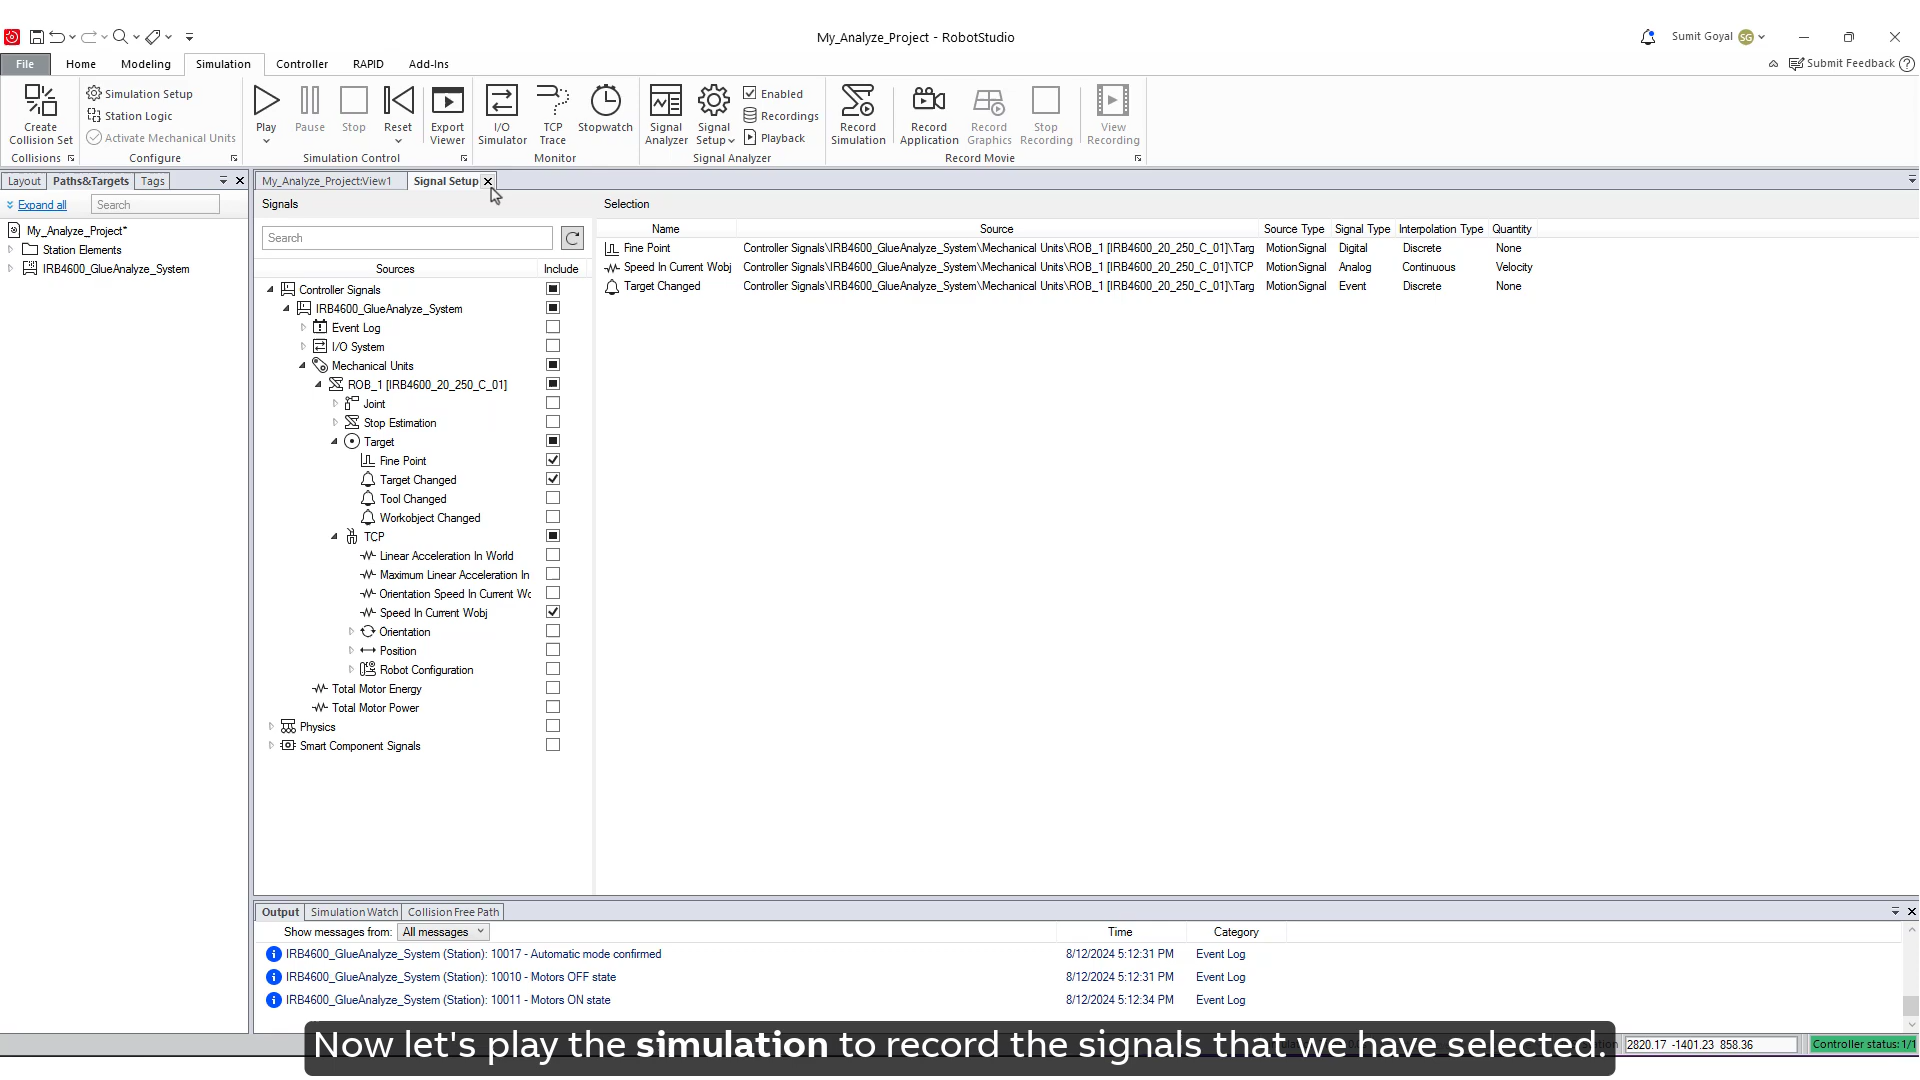 My_Analyze_Project - RobotStudio
Sumit Goyal SG
File Home Modeling Simulation Controller RAPID Add-Ins
Submit Feedback ?
Create Collision Set
Collisions
Simulation Setup
Station Logic
Activate Mechanical Units
Configure
Play Pause Stop Reset
Export Viewer
Simulation Control
I/O Simulator
TCP Trace
Stopwatch
Monitor
Signal Analyzer
Signal Setup
Enabled
Recordings
Playback
Signal Analyzer
Record Simulation
Record Application
Record Graphics
Stop Recording
View Recording
Record Movie
Layout Paths&Targets Tags
Expand all Search
My_Analyze_Project*
Station Elements
IRB4600_GlueAnalyze_System
My_Analyze_Project:View1 Signal Setup
Signals
Search
Sources Include
Controller Signals
IRB4600_GlueAnalyze_System
Event Log
I/O System
Mechanical Units
ROB_1 [IRB4600_20_250_C_01]
Joint
Stop Estimation
Target
Fine Point
Target Changed
Tool Changed
Workobject Changed
TCP
Linear Acceleration In World
Maximum Linear Acceleration In
Orientation Speed In Current Wo
Speed In Current Wobj
Orientation
Position
Robot Configuration
Total Motor Energy
Total Motor Power
Physics
Smart Component Signals
Selection
Name Source Source Type Signal Type Interpolation Type Quantity
Fine Point Controller Signals\IRB4600_GlueAnalyze_System\Mechanical Units\ROB_1 [IRB4600_20_250_C_01]\Targ MotionSignal Digital Discrete None
Speed In Current Wobj Controller Signals\IRB4600_GlueAnalyze_System\Mechanical Units\ROB_1 [IRB4600_20_250_C_01]\TCP MotionSignal Analog Continuous Velocity
Target Changed Controller Signals\IRB4600_GlueAnalyze_System\Mechanical Units\ROB_1 [IRB4600_20_250_C_01]\Targ MotionSignal Event Discrete None
Output Simulation Watch Collision Free Path
Show messages from: All messages Time Category
IRB4600_GlueAnalyze_System (Station): 10017 - Automatic mode confirmed 8/12/2024 5:12:31 PM Event Log
IRB4600_GlueAnalyze_System (Station): 10010 - Motors OFF state 8/12/2024 5:12:31 PM Event Log
IRB4600_GlueAnalyze_System (Station): 10011 - Motors ON state 8/12/2024 5:12:34 PM Event Log
Now let's play the simulation to record the signals that we have selected.
2820.17 -1401.23 858.36 Controller status: 1/1